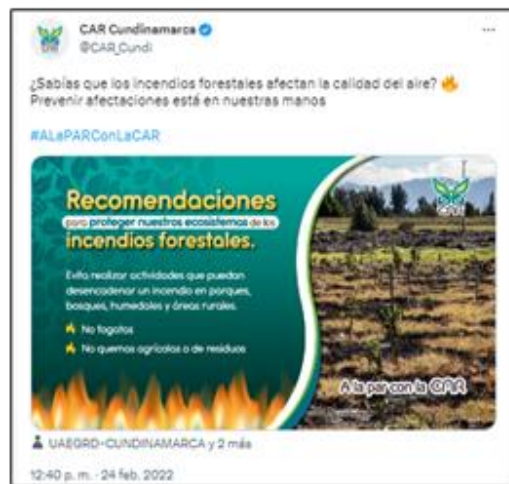 CAR Cundinamarca
@CAR_Cundi
¿Sabías que los incendios forestales afectan la calidad del aire? 🔥
Prevenir afectaciones está en nuestras manos
#ALaPARConLaCAR
Recomendaciones
para proteger nuestros ecosistemas de los
incendios forestales.
Evita realizar actividades que puedan
desencadenar un incendio en parques,
bosques, humedales y áreas rurales.
No fogatas
No quemas agrícolas o de residuos
CAR
A la par con la CAR
UAEGRD-CUNDINAMARCA y 2 más
12:40 p. m. · 24 feb. 2022